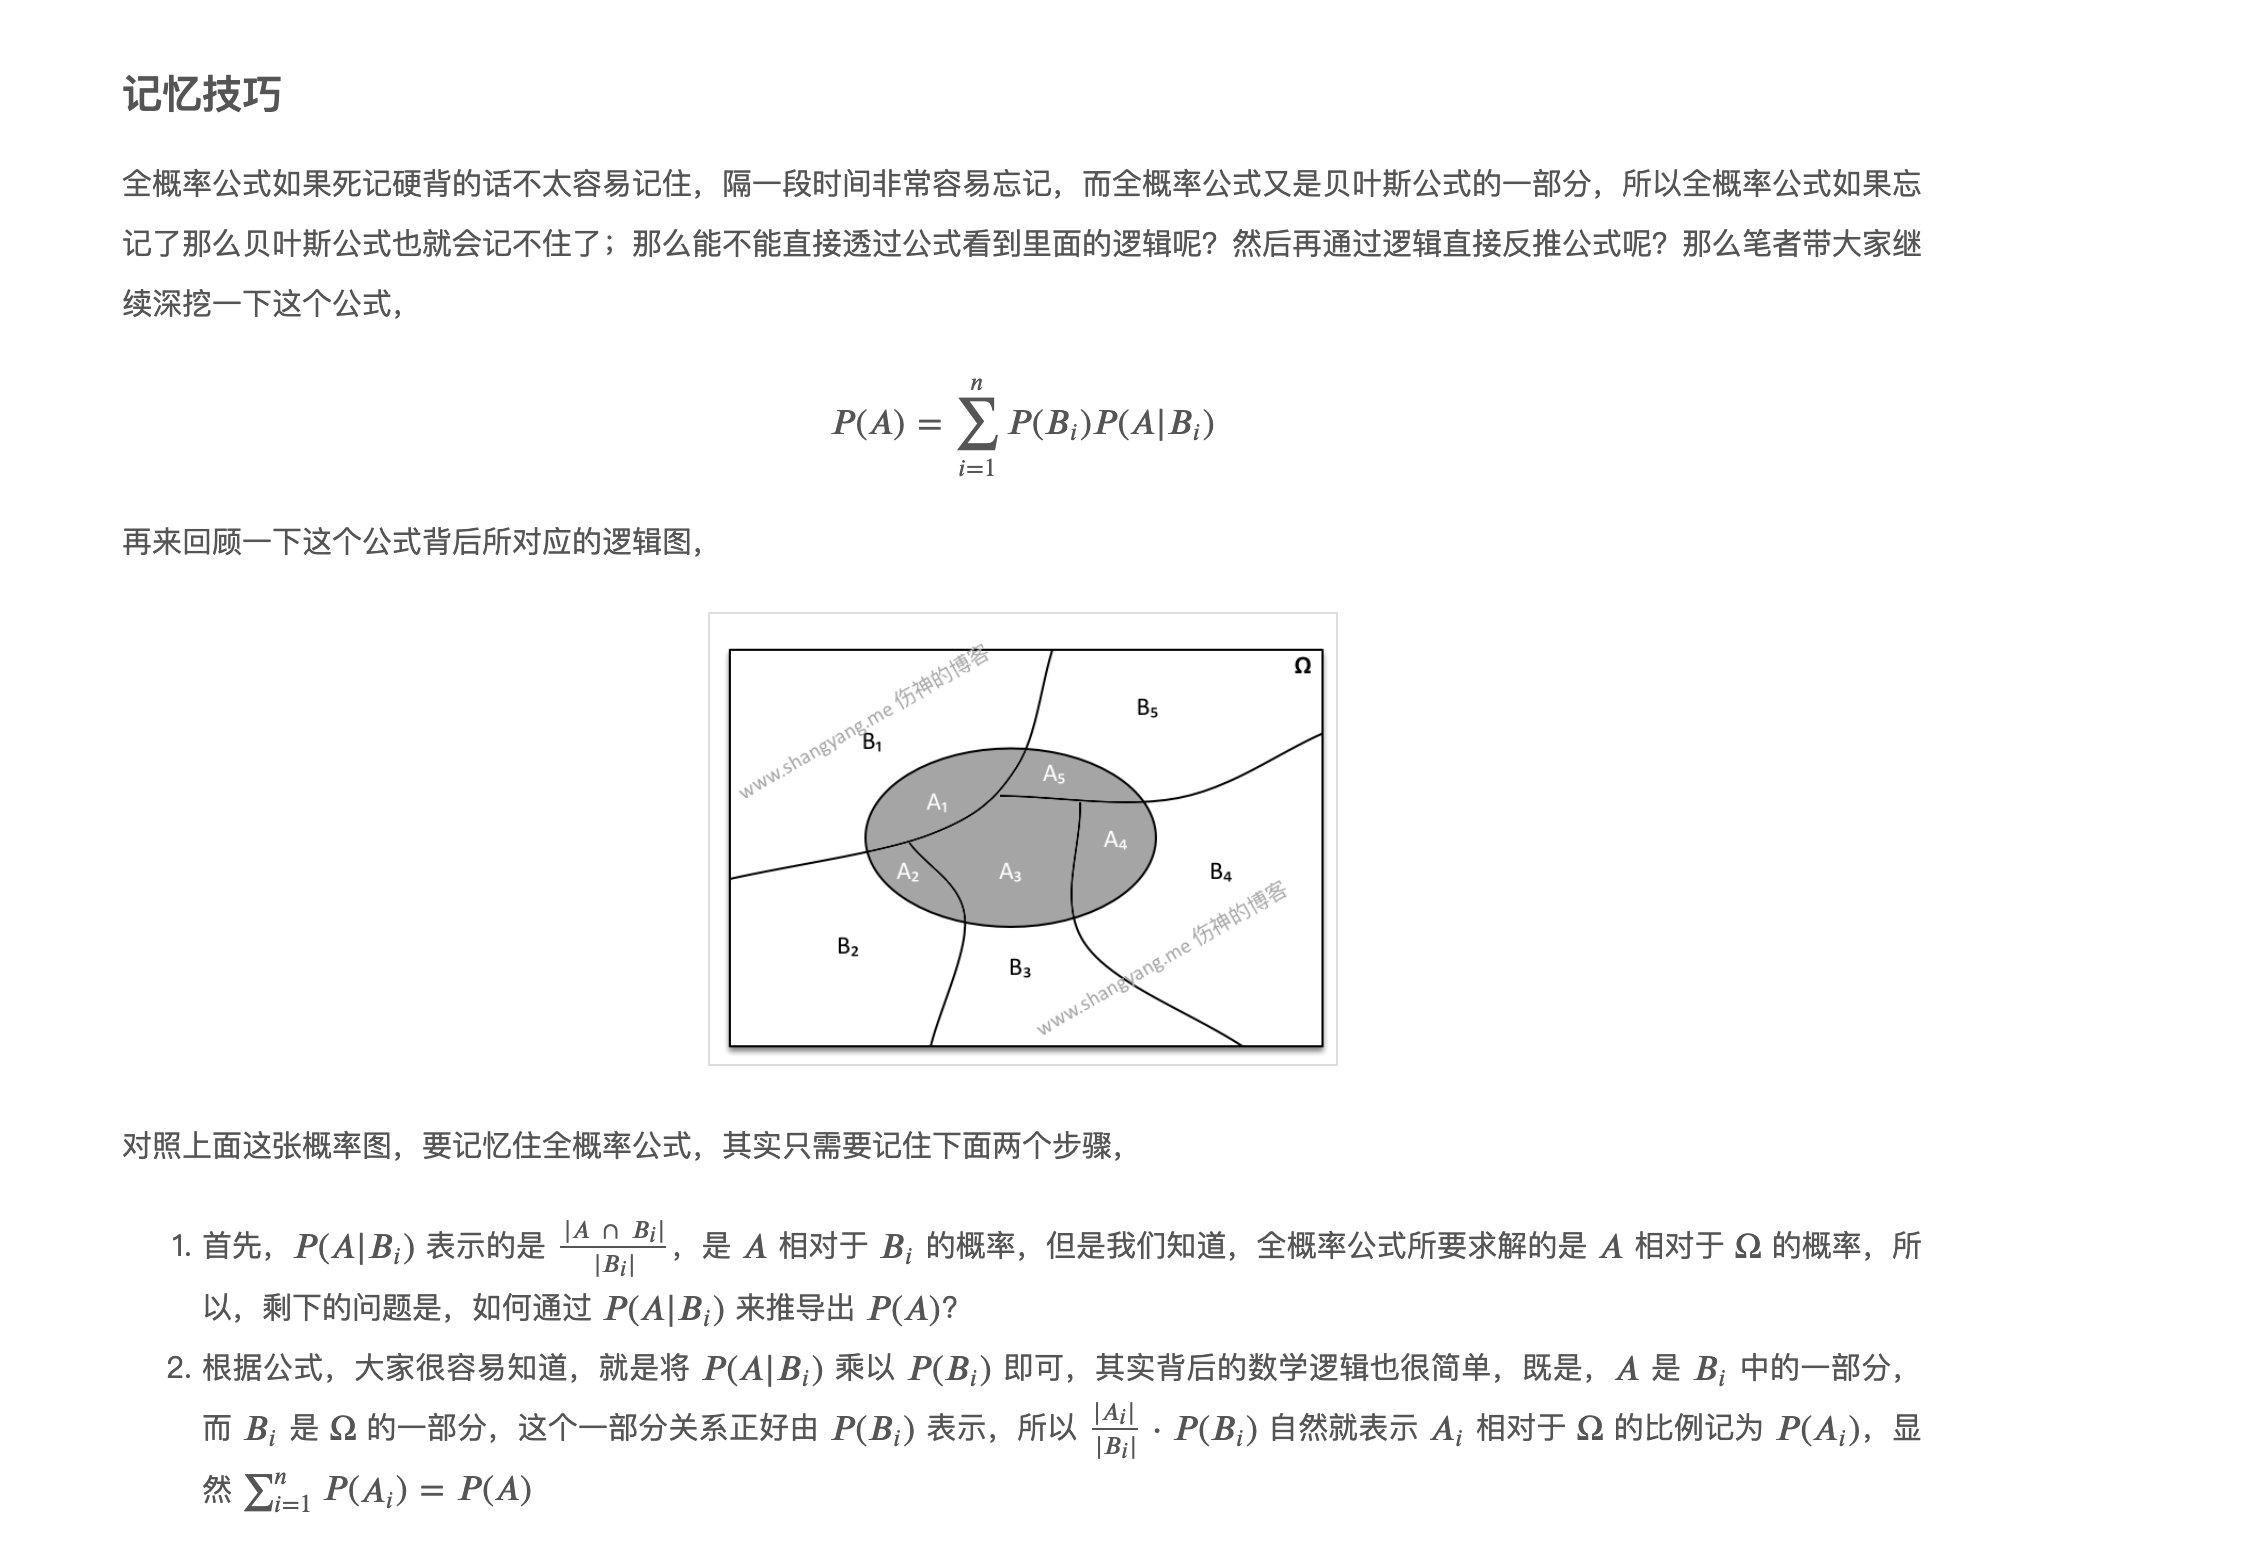 记忆技巧
全概率公式如果死记硬背的话不太容易记住，隔一段时间非常容易忘记，而全概率公式又是贝叶斯公式的一部分，所以全概率公式如果忘
记了那么贝叶斯公式也就会记不住了；那么能不能直接透过公式看到里面的逻辑呢？然后再通过逻辑直接反推公式呢？那么笔者带大家继
续深挖一下这个公式，
P(A) = \sum_{i=1}^{n} P(B_i)P(A|B_i)
再来回顾一下这个公式背后所对应的逻辑图，
www.shangyang.me 伤神的博客
Ω
B₅
B₁
A₅
A₁
A₄
A₂
A₃
B₄
B₂
B₃
www.shangyang.me 伤神的博客
对照上面这张概率图，要记忆住全概率公式，其实只需要记住下面两个步骤，
1. 首先，P(A|B_i) 表示的是 \frac{|A ∩ B_i|}{|B_i|}，是 A 相对于 B_i 的概率，但是我们知道，全概率公式所要求解的是 A 相对于 Ω 的概率，所
以，剩下的问题是，如何通过 P(A|B_i) 来推导出 P(A)？
2. 根据公式，大家很容易知道，就是将 P(A|B_i) 乘以 P(B_i) 即可，其实背后的数学逻辑也很简单，既是，A 是 B_i 中的一部分，
而 B_i 是 Ω 的一部分，这个一部分关系正好由 P(B_i) 表示，所以 \frac{|A_i|}{|B_i|} · P(B_i) 自然就表示 A_i 相对于 Ω 的比例记为 P(A_i)，显
然 \sum_{i=1}^{n} P(A_i) = P(A)